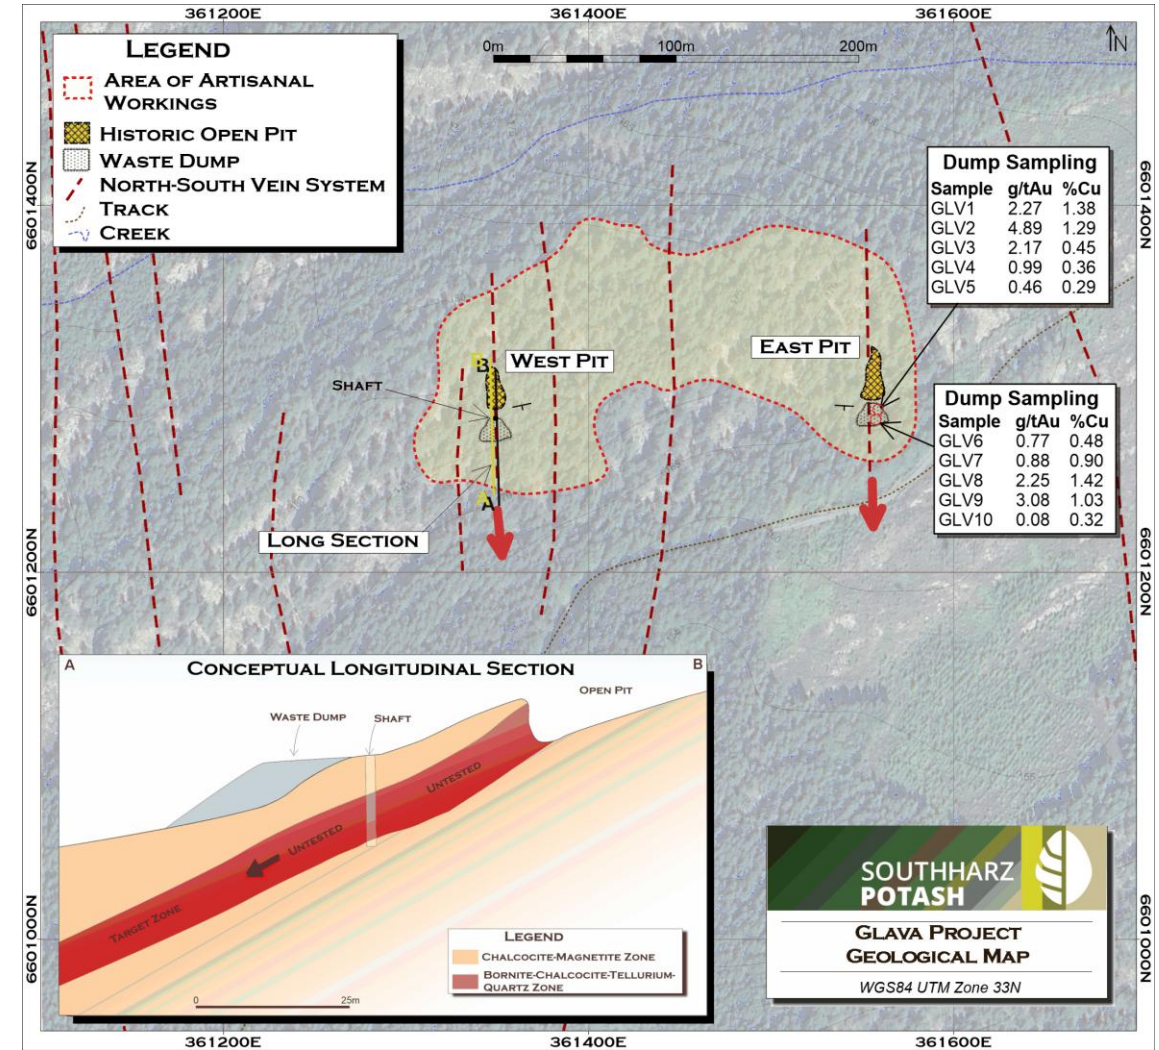 361200E
361400E
361600E
LEGEND
AREA OF ARTISANAL
WORKINGS
HISTORIC OPEN PIT
WASTE DUMP
NORTH-SOUTH VEIN SYSTEM
TRACK
CREEK
0m
100m
200m
N
6601400N
6601400N
Dump Sampling
Sample g/tAu %Cu
GLV1 2.27 1.38
GLV2 4.89 1.29
GLV3 2.17 0.45
GLV4 0.99 0.36
GLV5 0.46 0.29
B
B
WEST PIT
EAST PIT
SHAFT
Dump Sampling
Sample g/tAu %Cu
GLV6 0.77 0.48
GLV7 0.88 0.90
GLV8 2.25 1.42
GLV9 3.08 1.03
GLV10 0.08 0.32
A
A
LONG SECTION
6601200N
6601200N
A
CONCEPTUAL LONGITUDINAL SECTION
B
OPEN PIT
WASTE DUMP
SHAFT
UNTESTED
UNTESTED
TARGET ZONE
LEGEND
CHALCOCITE-MAGNETITE ZONE
BORNITE-CHALCOCITE-TELLURIUM-
QUARTZ ZONE
0
25m
SOUTHHARZ
POTASH
GLAVA PROJECT
GEOLOGICAL MAP
WGS84 UTM Zone 33N
6601000N
6601000N
361200E
361400E
361600E